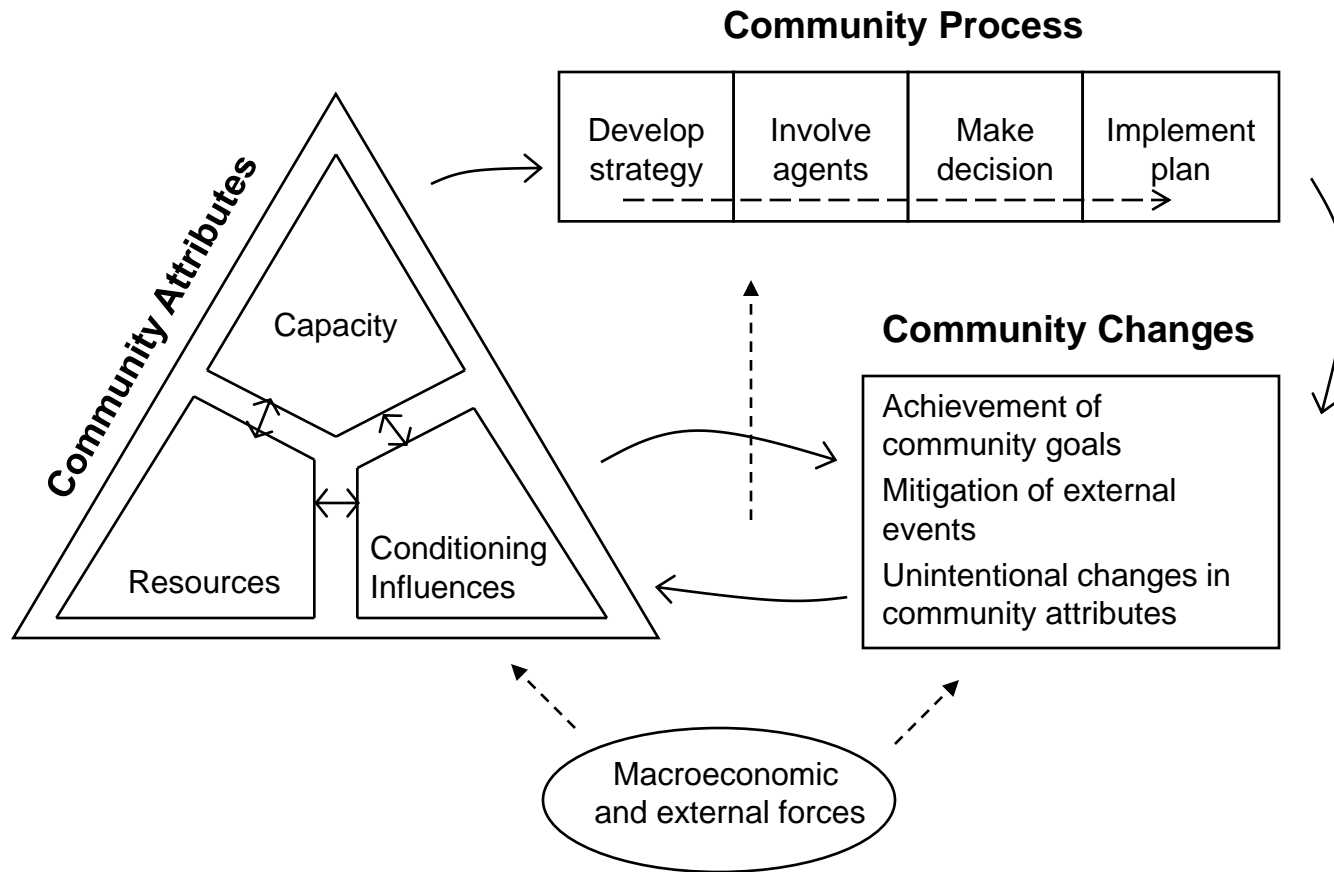 Community Process
Develop
strategy
Involve
agents
Make
decision
Implement
plan
Community Attributes
Capacity
Resources
Conditioning
Influences
Community Changes
Achievement of
community goals
Mitigation of external
events
Unintentional changes in
community attributes
Macroeconomic
and external forces